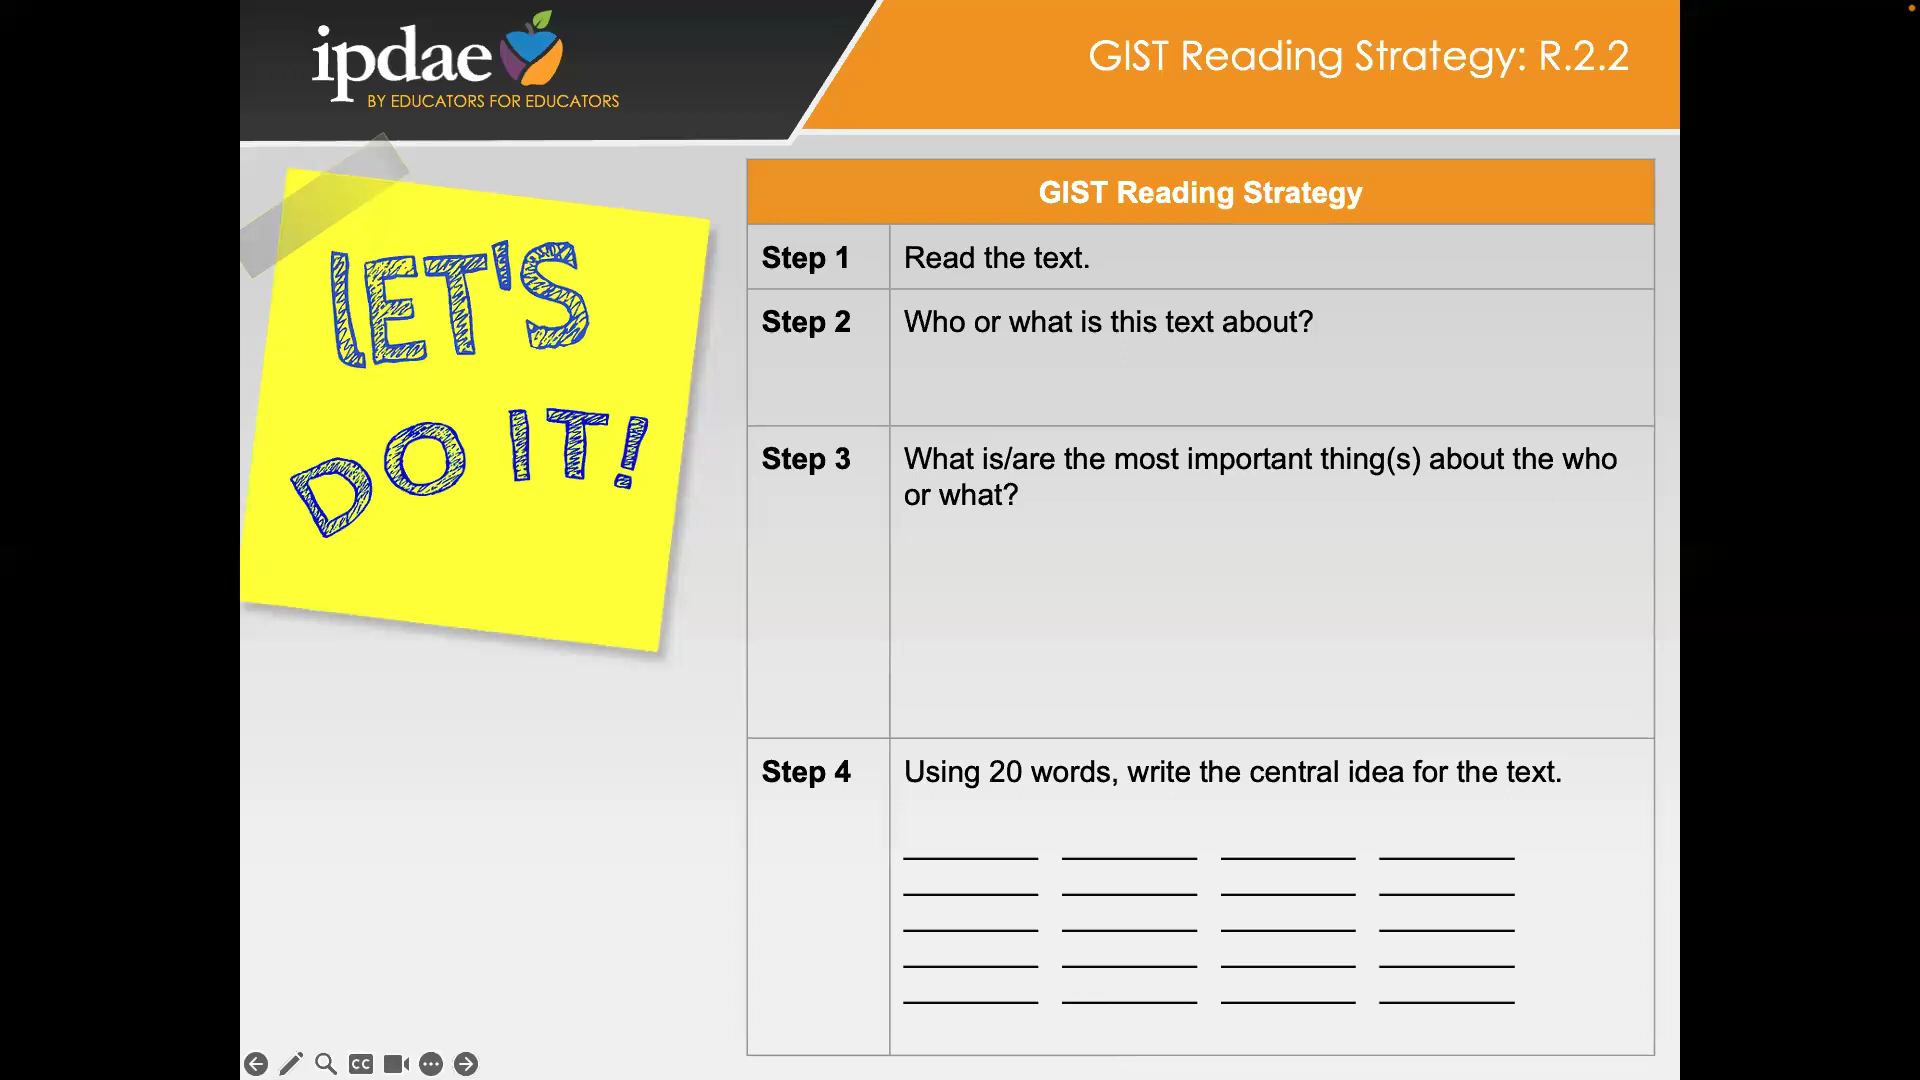 ipdae
BY EDUCATORS FOR EDUCATORS
GIST Reading Strategy: R.2.2
LET'S
DO IT!
GIST Reading Strategy
Step 1 Read the text.
Step 2 Who or what is this text about?
Step 3 What is/are the most important thing(s) about the who
or what?
Step 4 Using 20 words, write the central idea for the text.
CC